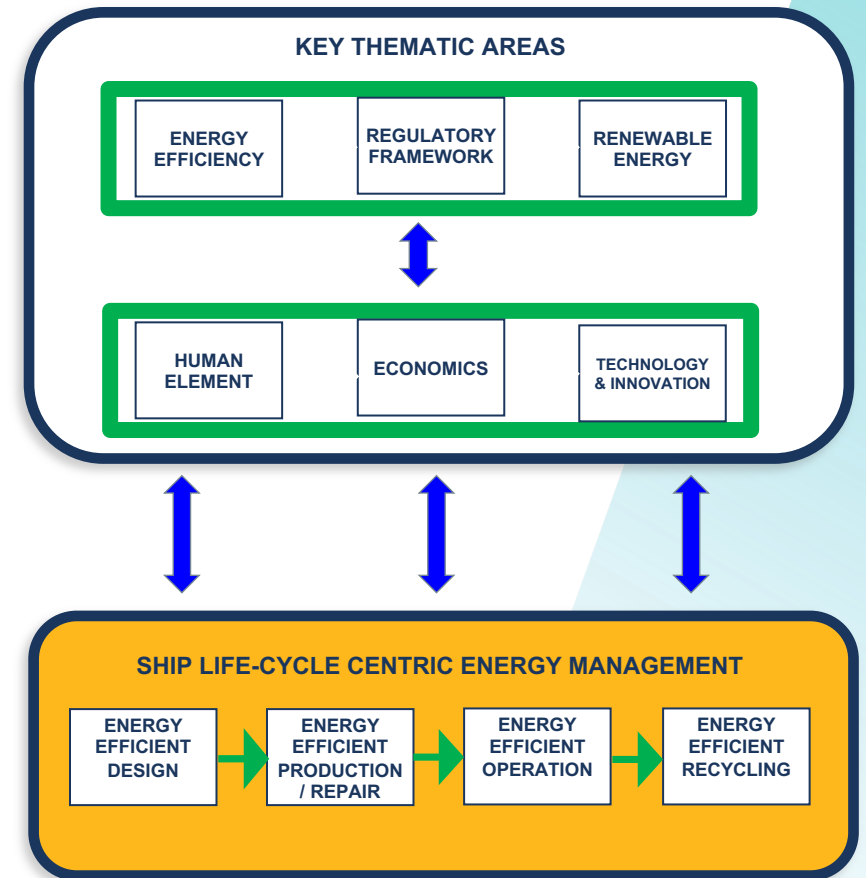 KEY THEMATIC AREAS
ENERGY
EFFICIENCY
REGULATORY
FRAMEWORK
RENEWABLE
ENERGY
HUMAN
ELEMENT
ECONOMICS
TECHNOLOGY
& INNOVATION
SHIP LIFE-CYCLE CENTRIC ENERGY MANAGEMENT
ENERGY
EFFICIENT
DESIGN
ENERGY
EFFICIENT
PRODUCTION
/ REPAIR
ENERGY
EFFICIENT
OPERATION
ENERGY
EFFICIENT
RECYCLING